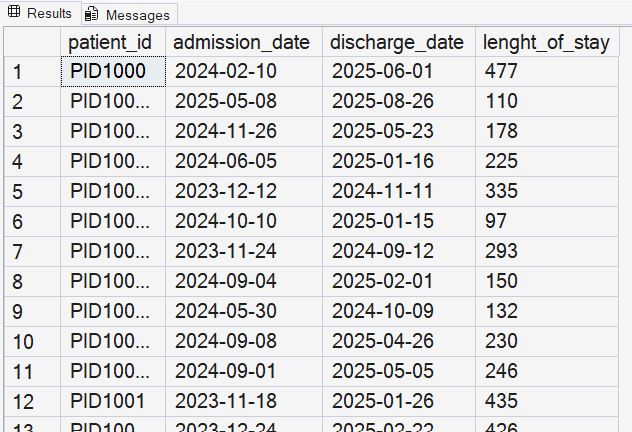 Results Messages
patient_id admission_date discharge_date lenght_of_stay
1 PID1000 2024-02-10 2025-06-01 477
2 PID100... 2025-05-08 2025-08-26 110
3 PID100... 2024-11-26 2025-05-23 178
4 PID100... 2024-06-05 2025-01-16 225
5 PID100... 2023-12-12 2024-11-11 335
6 PID100... 2024-10-10 2025-01-15 97
7 PID100... 2023-11-24 2024-09-12 293
8 PID100... 2024-09-04 2025-02-01 150
9 PID100... 2024-05-30 2024-10-09 132
10 PID100... 2024-09-08 2025-04-26 230
11 PID100... 2024-09-01 2025-05-05 246
12 PID1001 2023-11-18 2025-01-26 435
13 PID100... 2023-12-24 2025-02-22 426